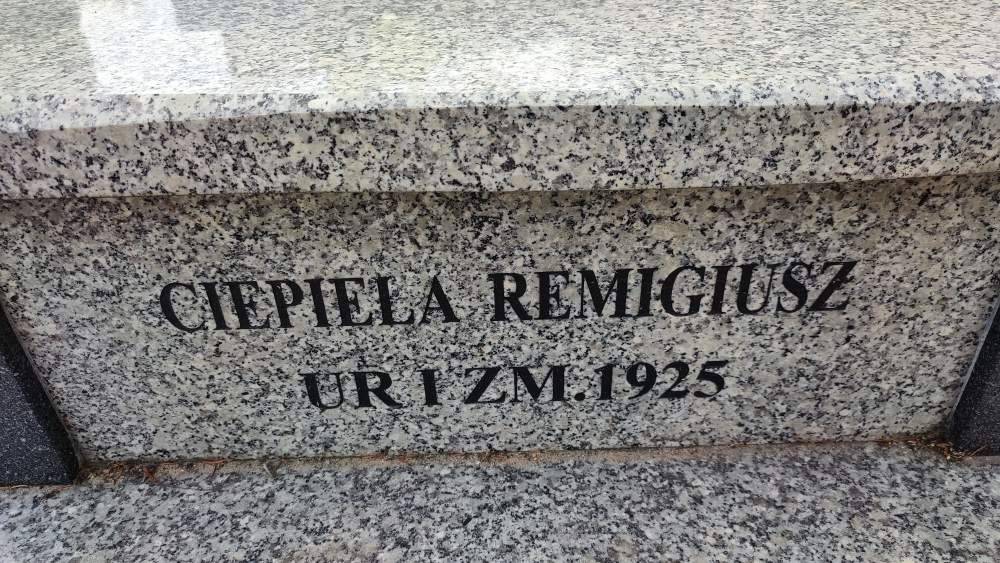 CIEPIELA REMIGIUSZ
UR I ZM.1925